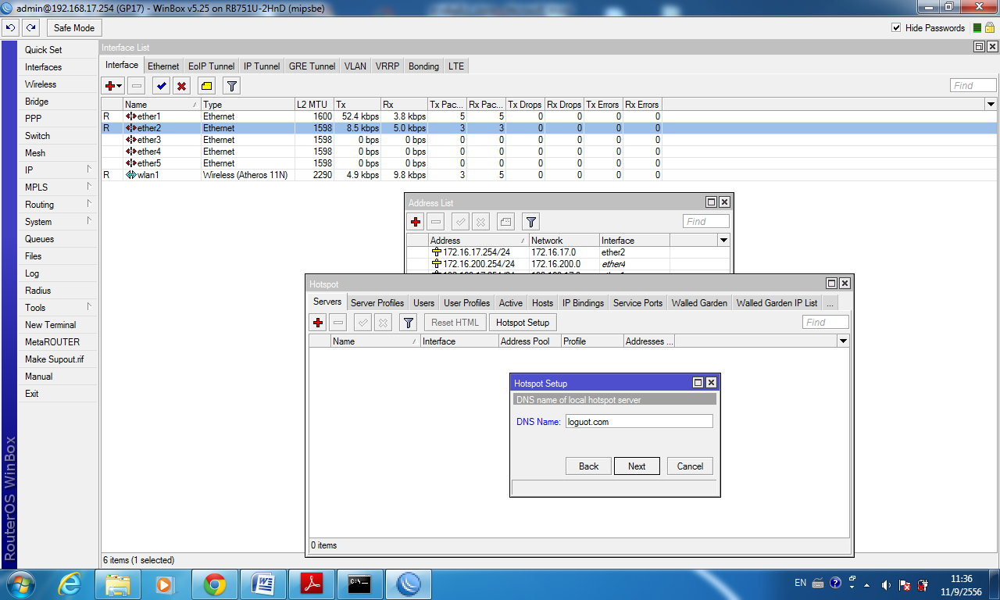 admin@192.168.17.254 (GP17) - WinBox v5.25 on RB751U-2HnD (mipsbe)
Safe Mode
Hide Passwords
Quick Set
Interfaces
Wireless
Bridge
PPP
Switch
Mesh
IP
MPLS
Routing
System
Queues
Files
Log
Radius
Tools
New Terminal
MetaROUTER
Make Supout.rif
Manual
Exit
RouterOS WinBox
Interface List
Interface Ethernet EoIP Tunnel IP Tunnel GRE Tunnel VLAN VRRP Bonding LTE
Find
Name Type L2 MTU Tx Rx Tx Pac... Rx Pac... Tx Drops Rx Drops Tx Errors Rx Errors
R ether1 Ethernet 1600 52.4 kbps 3.8 kbps 5 5 0 0 0 0
R ether2 Ethernet 1598 8.5 kbps 5.0 kbps 3 3 0 0 0 0
ether3 Ethernet 1598 0 bps 0 bps 0 0 0 0 0 0
ether4 Ethernet 1598 0 bps 0 bps 0 0 0 0 0 0
ether5 Ethernet 1598 0 bps 0 bps 0 0 0 0 0 0
R wlan1 Wireless (Atheros 11N) 2290 4.9 kbps 9.8 kbps 3 5 0 0 0 0
Address List
Find
Address Network Interface
172.16.17.254/24 172.16.17.0 ether2
172.16.200.254/24 172.16.200.0 ether4
Hotspot
Servers Server Profiles Users User Profiles Active Hosts IP Bindings Service Ports Walled Garden Walled Garden IP List ...
Reset HTML Hotspot Setup Find
Name Interface Address Pool Profile Addresses ...
Hotspot Setup
DNS name of local hotspot server
DNS Name: loguot.com
Back Next Cancel
0 items
6 items (1 selected)
EN
11:36
11/9/2556